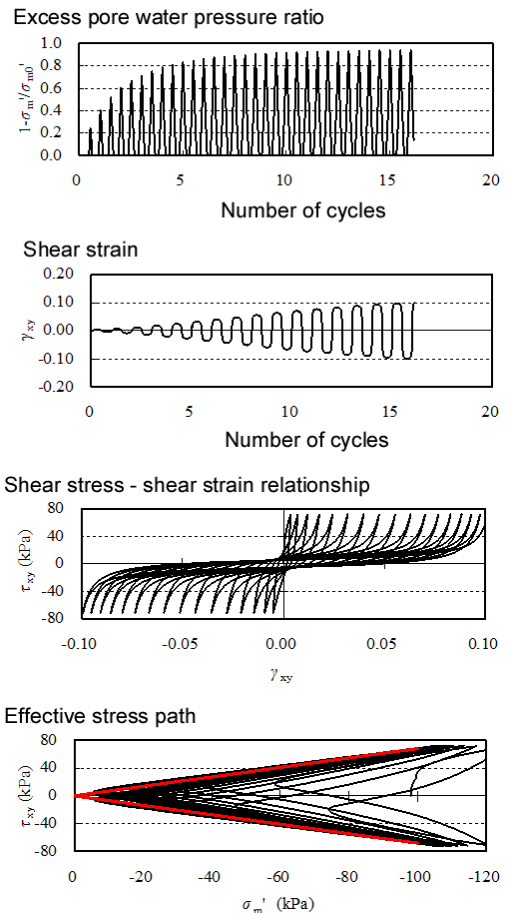 Excess pore water pressure ratio
1-σm'/σm0'
1.0
0.8
0.6
0.4
0.2
0.0
0 5 10 15 20
Number of cycles
Shear strain
γxy
0.20
0.10
0.00
-0.10
-0.20
0 5 10 15 20
Number of cycles
Shear stress - shear strain relationship
τxy (kPa)
80
40
0
-40
-80
-0.10 -0.05 0.00 0.05 0.10
γxy
Effective stress path
τxy (kPa)
80
40
0
-40
-80
0 -20 -40 -60 -80 -100 -120
σm' (kPa)